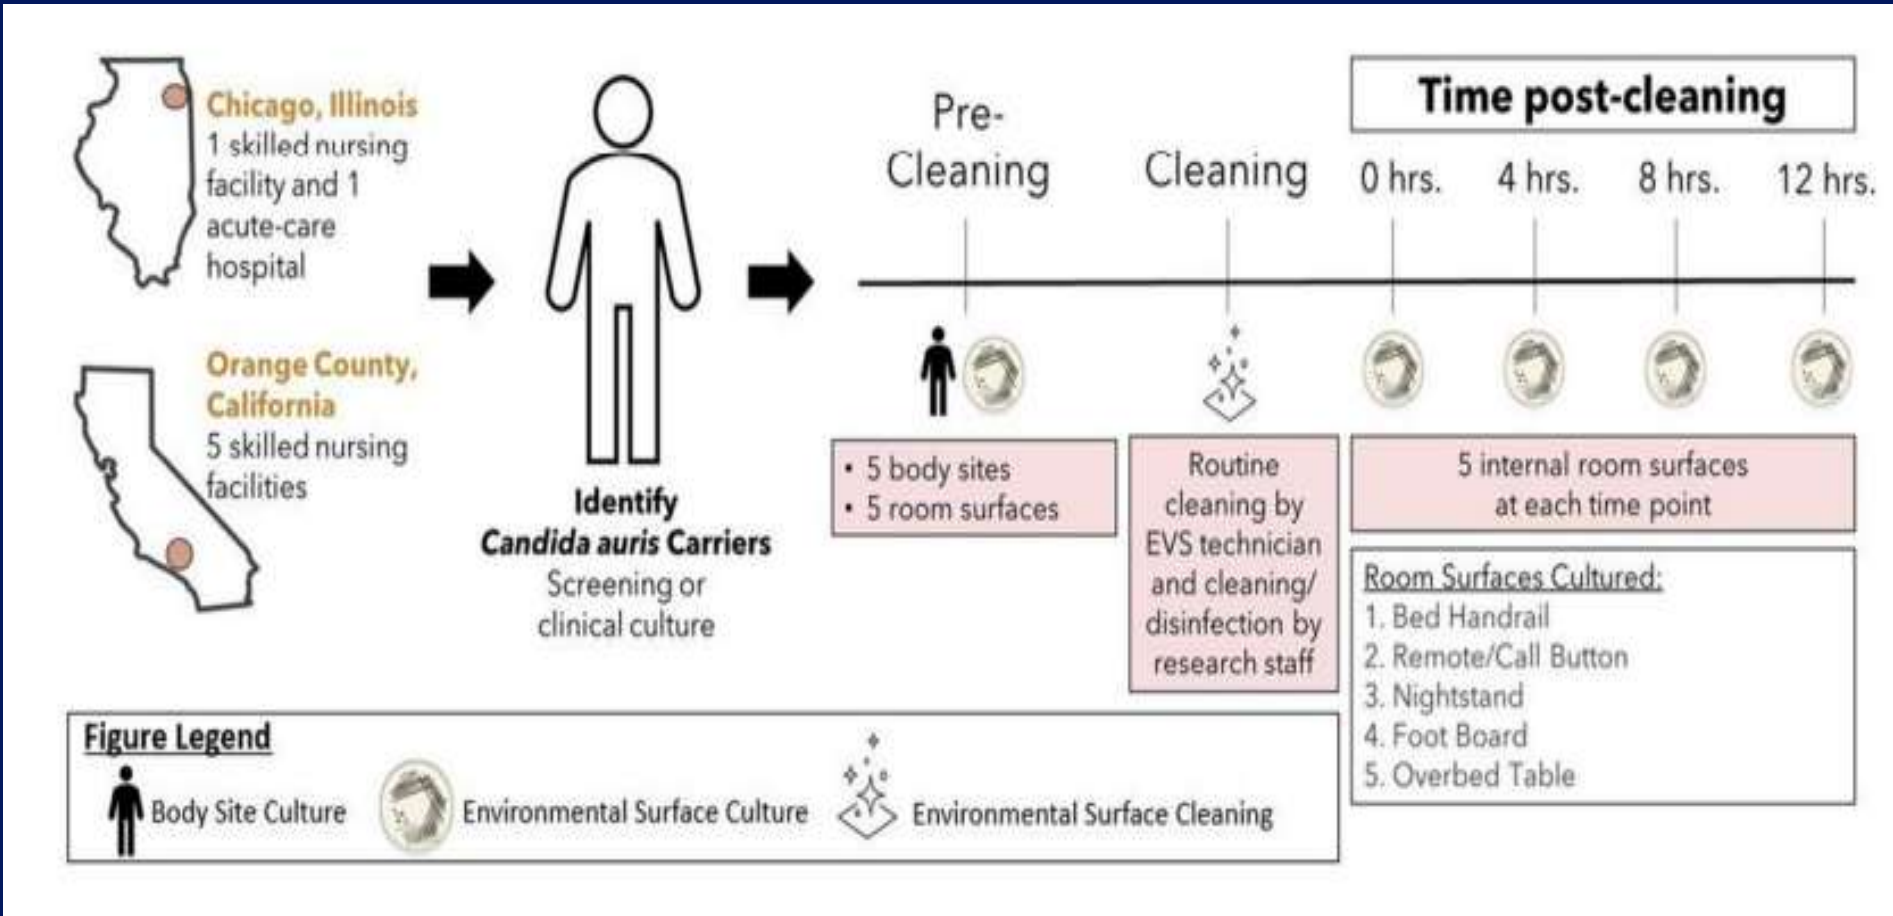 Chicago, Illinois
1 skilled nursing
facility and 1
acute-care
hospital
Orange County,
California
5 skilled nursing
facilities
Identify
Candida auris Carriers
Screening or
clinical culture
Pre-
Cleaning
Cleaning
Time post-cleaning
0 hrs.
4 hrs.
8 hrs.
12 hrs.
• 5 body sites
• 5 room surfaces
Routine
cleaning by
EVS technician
and cleaning/
disinfection by
research staff
5 internal room surfaces
at each time point
Room Surfaces Cultured:
1. Bed Handrail
2. Remote/Call Button
3. Nightstand
4. Foot Board
5. Overbed Table
Figure Legend
Body Site Culture
Environmental Surface Culture
Environmental Surface Cleaning